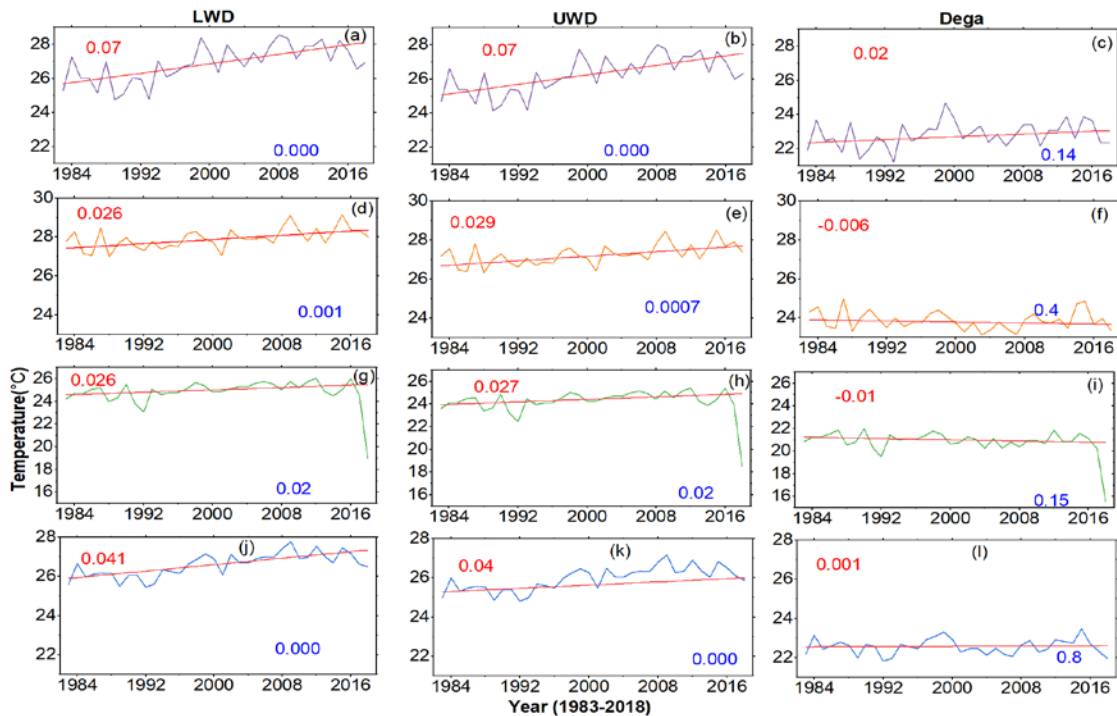 LWD UWD Dega
28 0.07 (a) 28 0.07 (b) 28 0.02 (c)
26 26 26
24 24 24
22 0.000 22 0.000 22 0.14
1984 1992 2000 2008 2016 1984 1992 2000 2008 2016 1984 1992 2000 2008 2016
30 0.026 (d) 30 0.029 (e) 30 -0.006 (f)
28 28 28
26 26 26
24 0.001 24 0.0007 24 0.4
1984 1992 2000 2008 2016 1984 1992 2000 2008 2016 1984 1992 2000 2008 2016
26 0.026 (g) 26 0.027 (h) 26 -0.01 (i)
24 24 24
22 22 22
20 20 20
18 18 18
16 0.02 16 0.02 16 0.15
1984 1992 2000 2008 2016 1984 1992 2000 2008 2016 1984 1992 2000 2008 2016
28 0.041 (j) 28 0.04 (k) 28 0.001 (l)
26 26 26
24 24 24
22 0.000 22 0.000 22 0.8
1984 1992 2000 2008 2016 1984 1992 2000 2008 2016 1984 1992 2000 2008 2016
Temperature(°C)
Year (1983-2018)